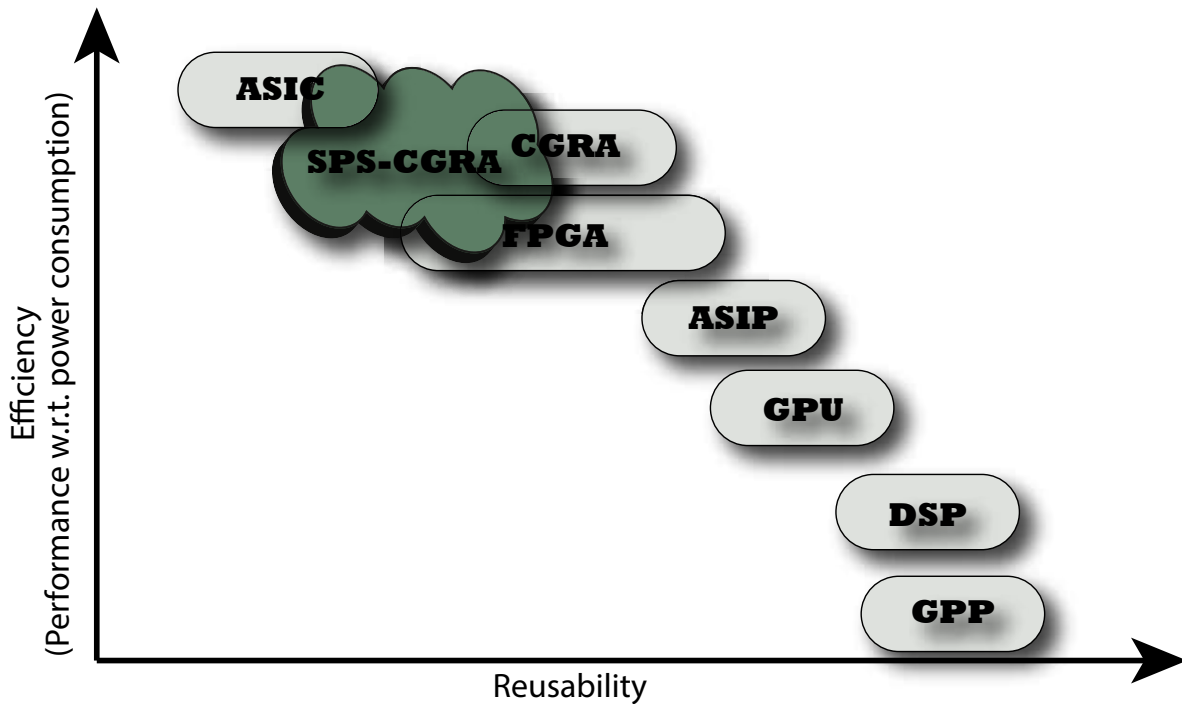 Efficiency
(Performance w.r.t. power consumption)
ASIC
SPS-CGRA
CGRA
FPGA
ASIP
GPU
DSP
GPP
Reusability